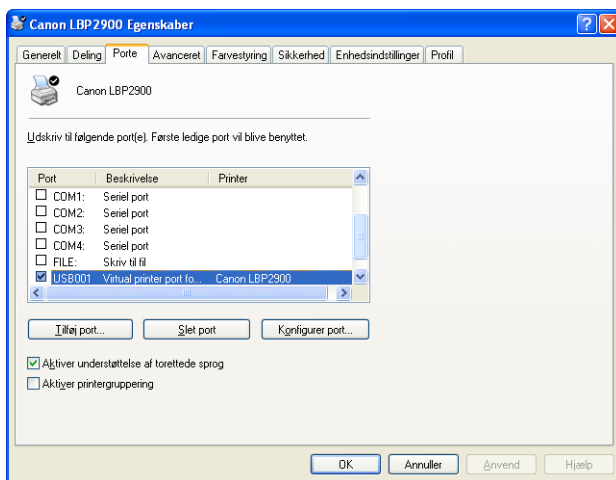 Canon LBP2900 Egenskaber
Generelt Deling Porte Avanceret Farvestyring Sikkerhed Enhedsindstillinger Profil
Canon LBP2900
Udskriv til følgende port(e). Første ledige port vil blive benyttet.
Port Beskrivelse Printer
COM1: Seriel port
COM2: Seriel port
COM3: Seriel port
COM4: Seriel port
FILE: Skriv til fil
USB001 Virtual printer port fo... Canon LBP2900
Tilføj port... Slet port Konfigurer port...
Aktiver understøttelse af torettede sprog
Aktiver printergruppering
OK Annuller Anvend Hjælp